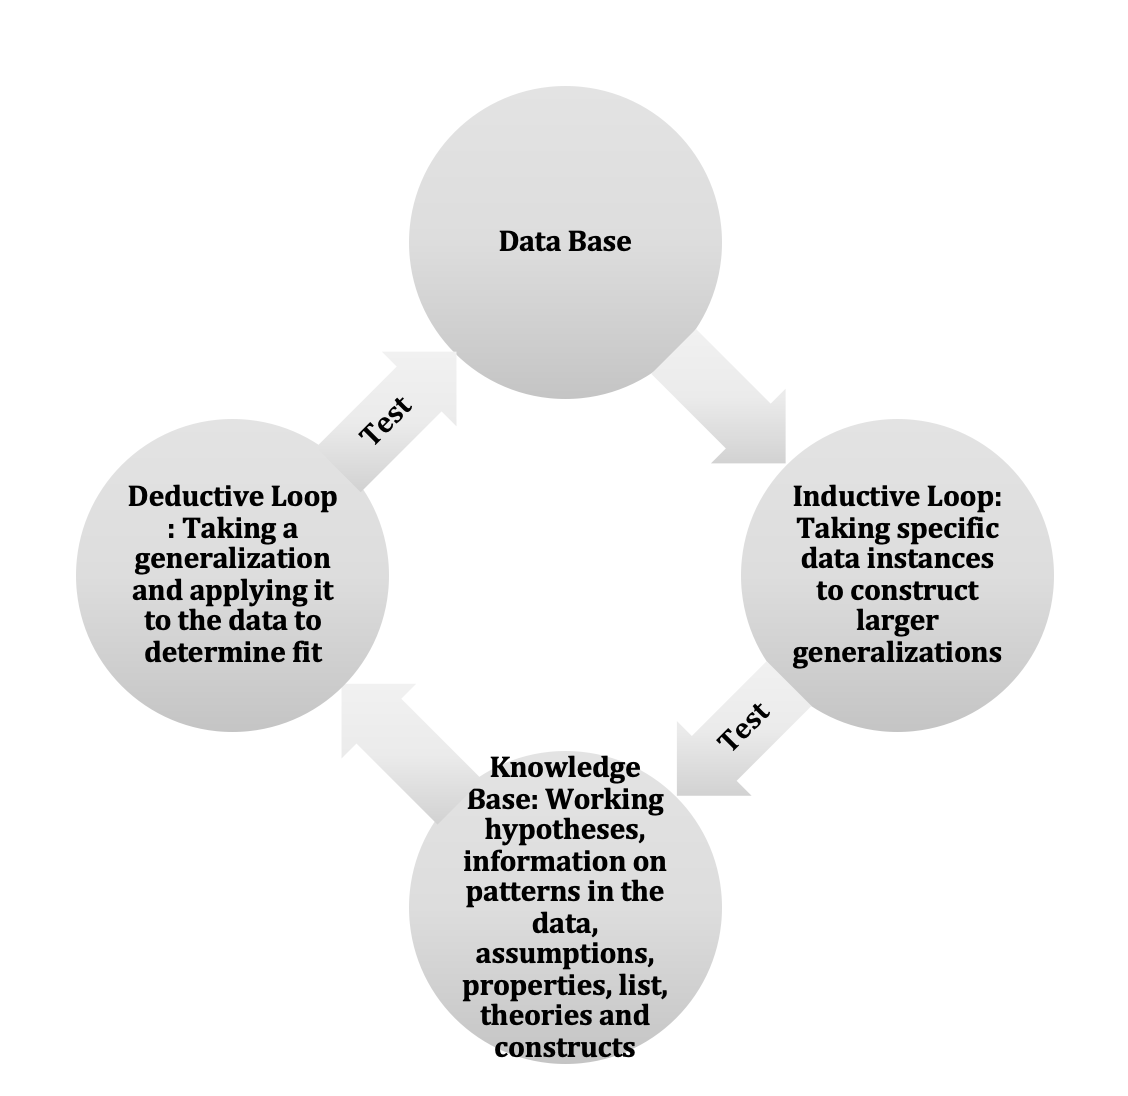 Data Base
Test
Deductive Loop
: Taking a
generalization
and applying it
to the data to
determine fit
Inductive Loop:
Taking specific
data instances
to construct
larger
generalizations
Test
Knowledge
Base: Working
hypotheses,
information on
patterns in the
data,
assumptions,
properties, list,
theories and
constructs